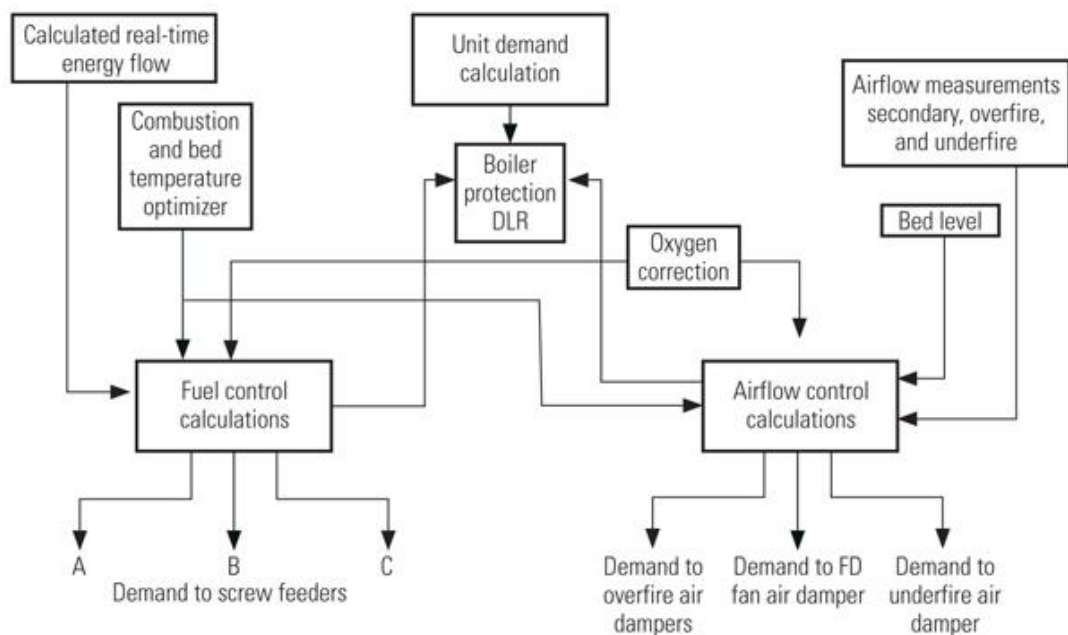 Calculated real-time
energy flow
Unit demand
calculation
Airflow measurements
secondary, overfire,
and underfire
Combustion
and bed
temperature
optimizer
Boiler
protection
DLR
Bed level
Oxygen
correction
Fuel control
calculations
Airflow control
calculations
A
B
C
Demand to screw feeders
Demand to
overfire air
dampers
Demand to FD
fan air damper
Demand to
underfire air
damper